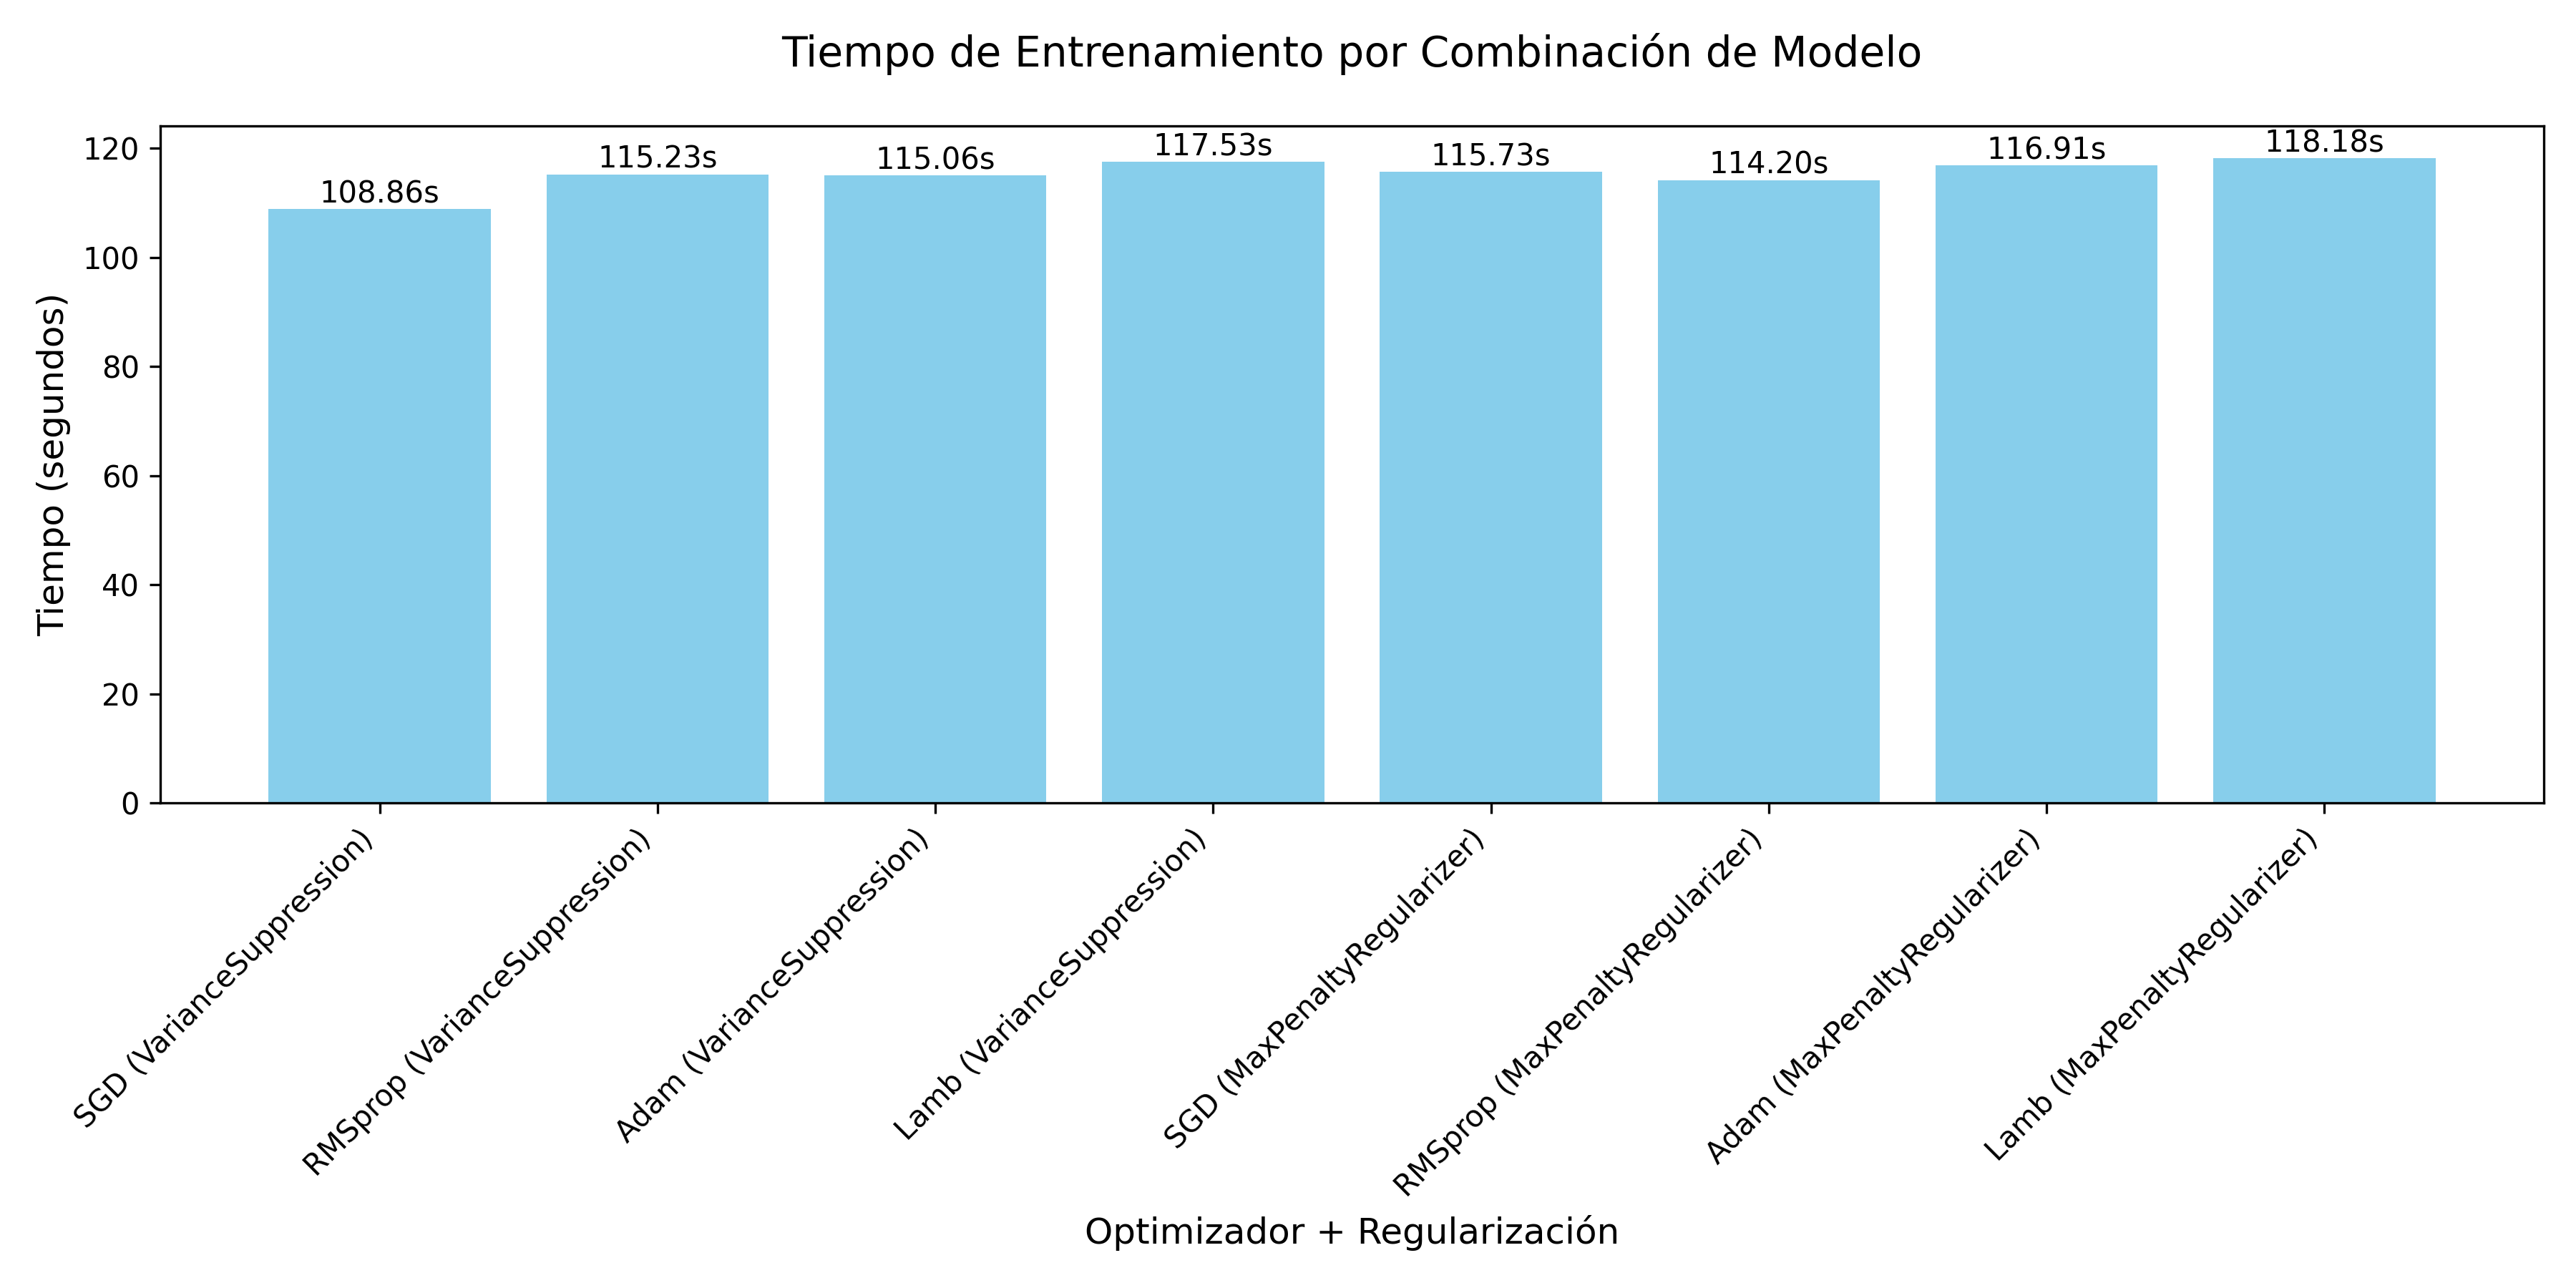 Tiempo de Entrenamiento por Combinación de Modelo
Tiempo (segundos)
120
100
80
60
40
20
0
108.86s
115.23s
115.06s
117.53s
115.73s
114.20s
116.91s
118.18s
SGD (VarianceSuppression)
RMSprop (VarianceSuppression)
Adam (VarianceSuppression)
Lamb (VarianceSuppression)
SGD (MaxPenaltyRegularizer)
RMSprop (MaxPenaltyRegularizer)
Adam (MaxPenaltyRegularizer)
Lamb (MaxPenaltyRegularizer)
Optimizador + Regularización